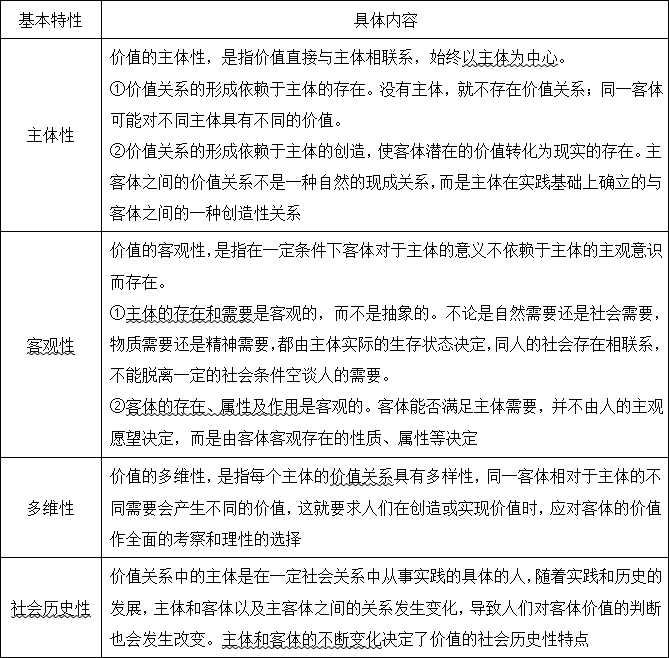 基本特性
具体内容
主体性
价值的主体性，是指价值直接与主体相联系，始终以主体为中心。
①价值关系的形成依赖于主体的存在。没有主体，就不存在价值关系；同一客体
可能对不同主体具有不同的价值。
②价值关系的形成依赖于主体的创造，使客体潜在的价值转化为现实的存在。主
客体之间的价值关系不是一种自然的现成关系，而是主体在实践基础上确立的与
客体之间的一种创造性关系
客观性
价值的客观性，是指在一定条件下客体对于主体的意义不依赖于主体的主观意识
而存在。
①主体的存在和需要是客观的，而不是抽象的。不论是自然需要还是社会需要，
物质需要还是精神需要，都由主体实际的生存状态决定，同人的社会存在相联系，
不能脱离一定的社会条件空谈人的需要。
②客体的存在、属性及作用是客观的。客体能否满足主体需要，并不由人的主观
愿望决定，而是由客体客观存在的性质、属性等决定
多维性
价值的多维性，是指每个主体的价值关系具有多样性，同一客体相对于主体的不
同需要会产生不同的价值，这就要求人们在创造或实现价值时，应对客体的价值
作全面的考察和理性的选择
社会历史性
价值关系中的主体是在一定社会关系中从事实践的具体的人，随着实践和历史的
发展，主体和客体以及主客体之间的关系发生变化，导致人们对客体价值的判断
也会发生改变。主体和客体的不断变化决定了价值的社会历史性特点